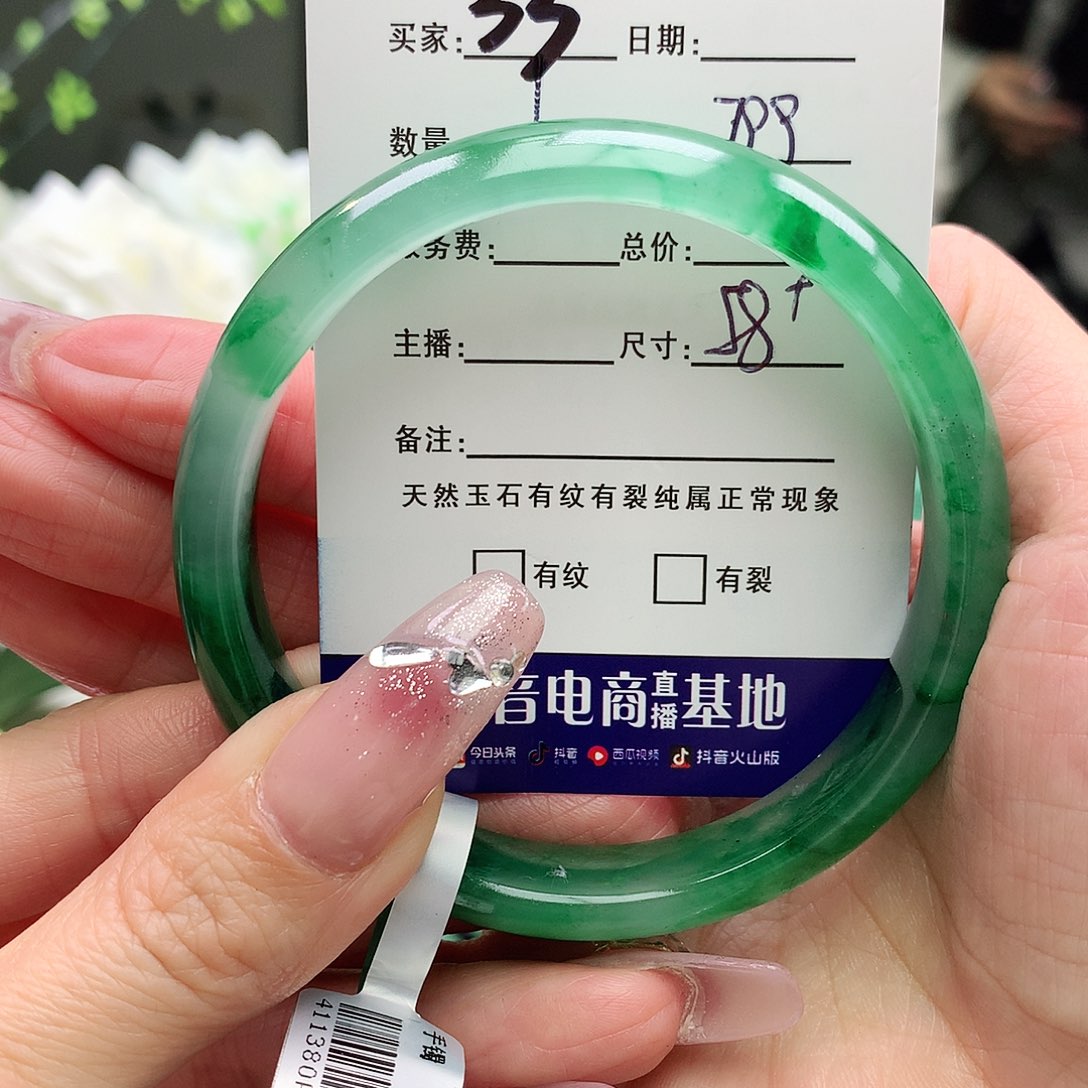 买家: 33 日期:
数量 799
务费: 总价:
主播: 尺寸: 58+
备注:
天然玉石有纹有裂纯属正常现象
有纹 有裂
音电商直播基地
今日头条 抖音 西瓜视频 抖音火山版
手镯
411380